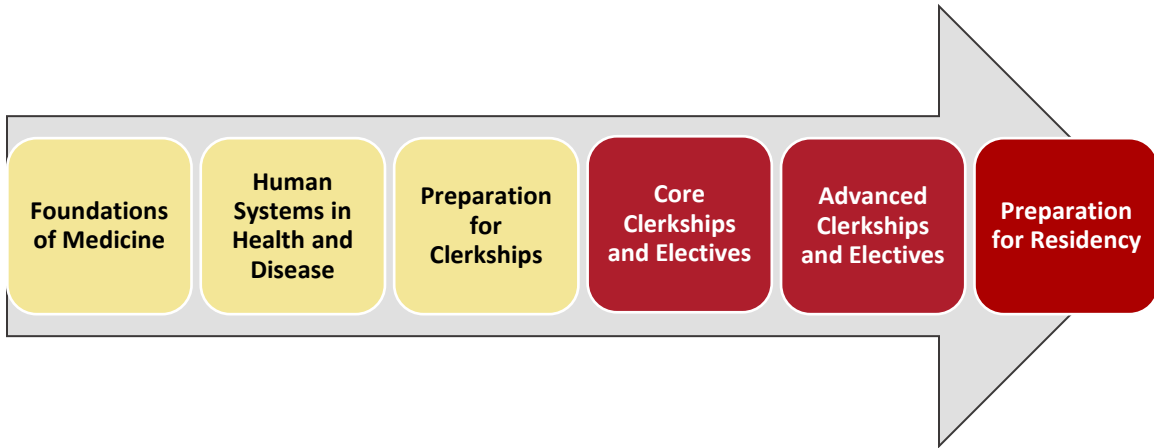 Foundations
of Medicine
Human
Systems in
Health and
Disease
Preparation
for
Clerkships
Core
Clerkships
and Electives
Advanced
Clerkships
and Electives
Preparation
for Residency